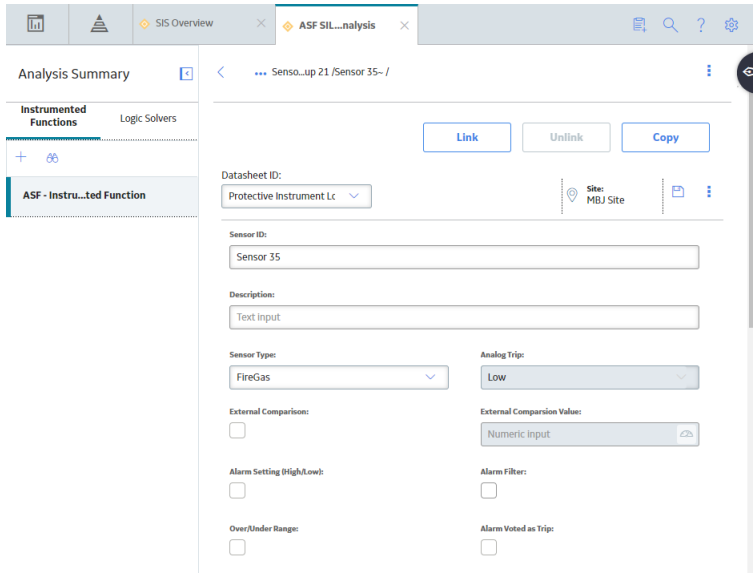 SIS Overview
ASF SIL...nalysis
Analysis Summary
Senso...up 21 /Sensor 35~ /
Instrumented
Functions
Logic Solvers
Link
Unlink
Copy
ASF - Instru...ted Function
Datasheet ID:
Protective Instrument Lc
Site:
MBJ Site
Sensor ID:
Sensor 35
Description:
Text input
Sensor Type:
Analog Trip:
FireGas
Low
External Comparison:
External Comparsion Value:
Numeric input
Alarm Setting (High/Low):
Alarm Filter:
Over/Under Range:
Alarm Voted as Trip: